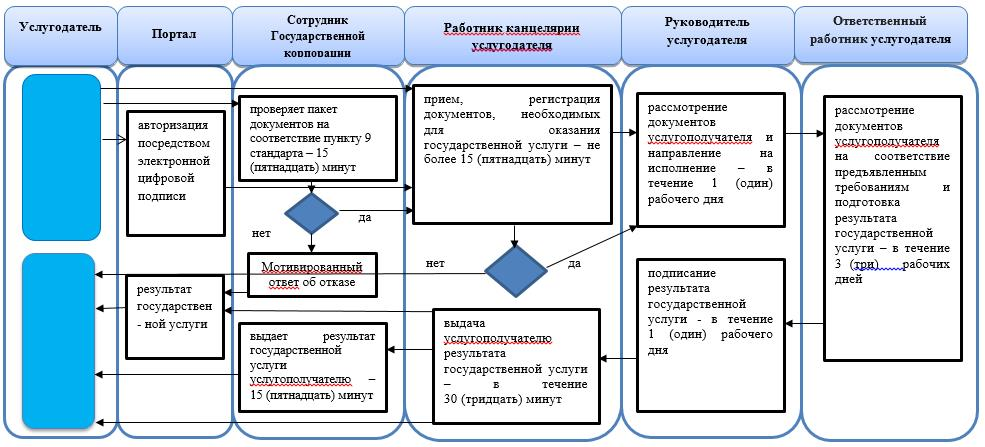 Услугодатель
Портал
Сотрудник
Государственной
корпорации
Работник канцелярии
услугодателя
Руководитель
услугодателя
Ответственный
работник услугодателя
авторизация
посредством
электронной
цифровой
подписи
проверяет пакет
документов на
соответствие пункту 9
стандарта – 15
(пятнадцать) минут
прием, регистрация
документов, необходимых
для оказания
государственной услуги – не
более 15 (пятнадцать) минут
рассмотрение
документов
услугополучателя и
направление на
исполнение – в
течение 1 (один)
рабочего дня
рассмотрение
документов
услугополучателя
на соответствие
предъявленным
требованиям и
подготовка
результата
государственной
услуги – в течение
3 (три) рабочих
дней
да
нет
Мотивированный
ответ об отказе
нет
да
результат
государствен
- ной услуги
выдает результат
государственной
услуги
услугополучателю –
15 (пятнадцать) минут
выдача
услугополучателю
результата
государственной услуги
– в течение
30 (тридцать) минут
подписание
результата
государственной
услуги - в течение
1 (один) рабочего
дня